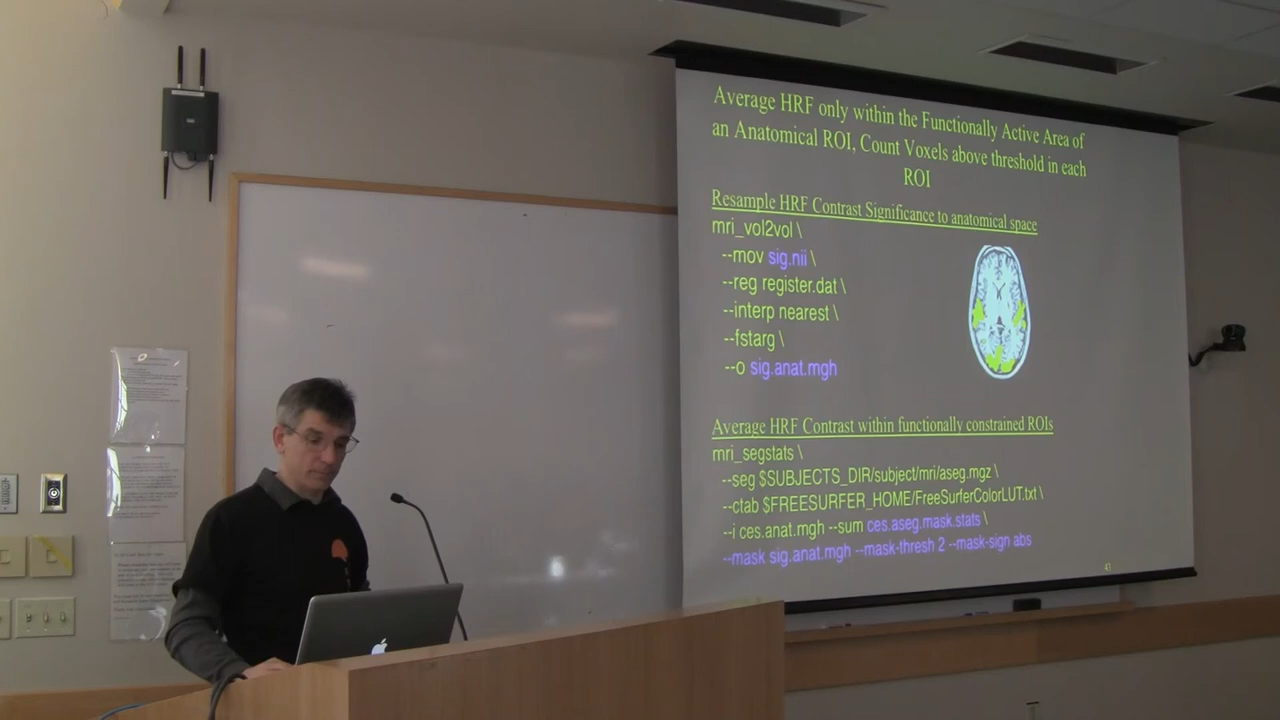 Average HRF only within the Functionally Active Area of
an Anatomical ROI, Count Voxels above threshold in each
ROI
Resample HRF Contrast Significance to anatomical space
mri_vol2vol \
--mov sig.nii \
--reg register.dat \
--interp nearest \
--fstarg \
--o sig.anat.mgh
Average HRF Contrast within functionally constrained ROIs
mri_segstats \
--seg $SUBJECTS_DIR/subject/mri/aseg.mgz \
--ctab $FREESURFER_HOME/FreeSurferColorLUT.txt \
--i ces.anat.mgh --sum ces.aseg.mask.stats \
--mask sig.anat.mgh --mask-thresh 2 --mask-sign abs